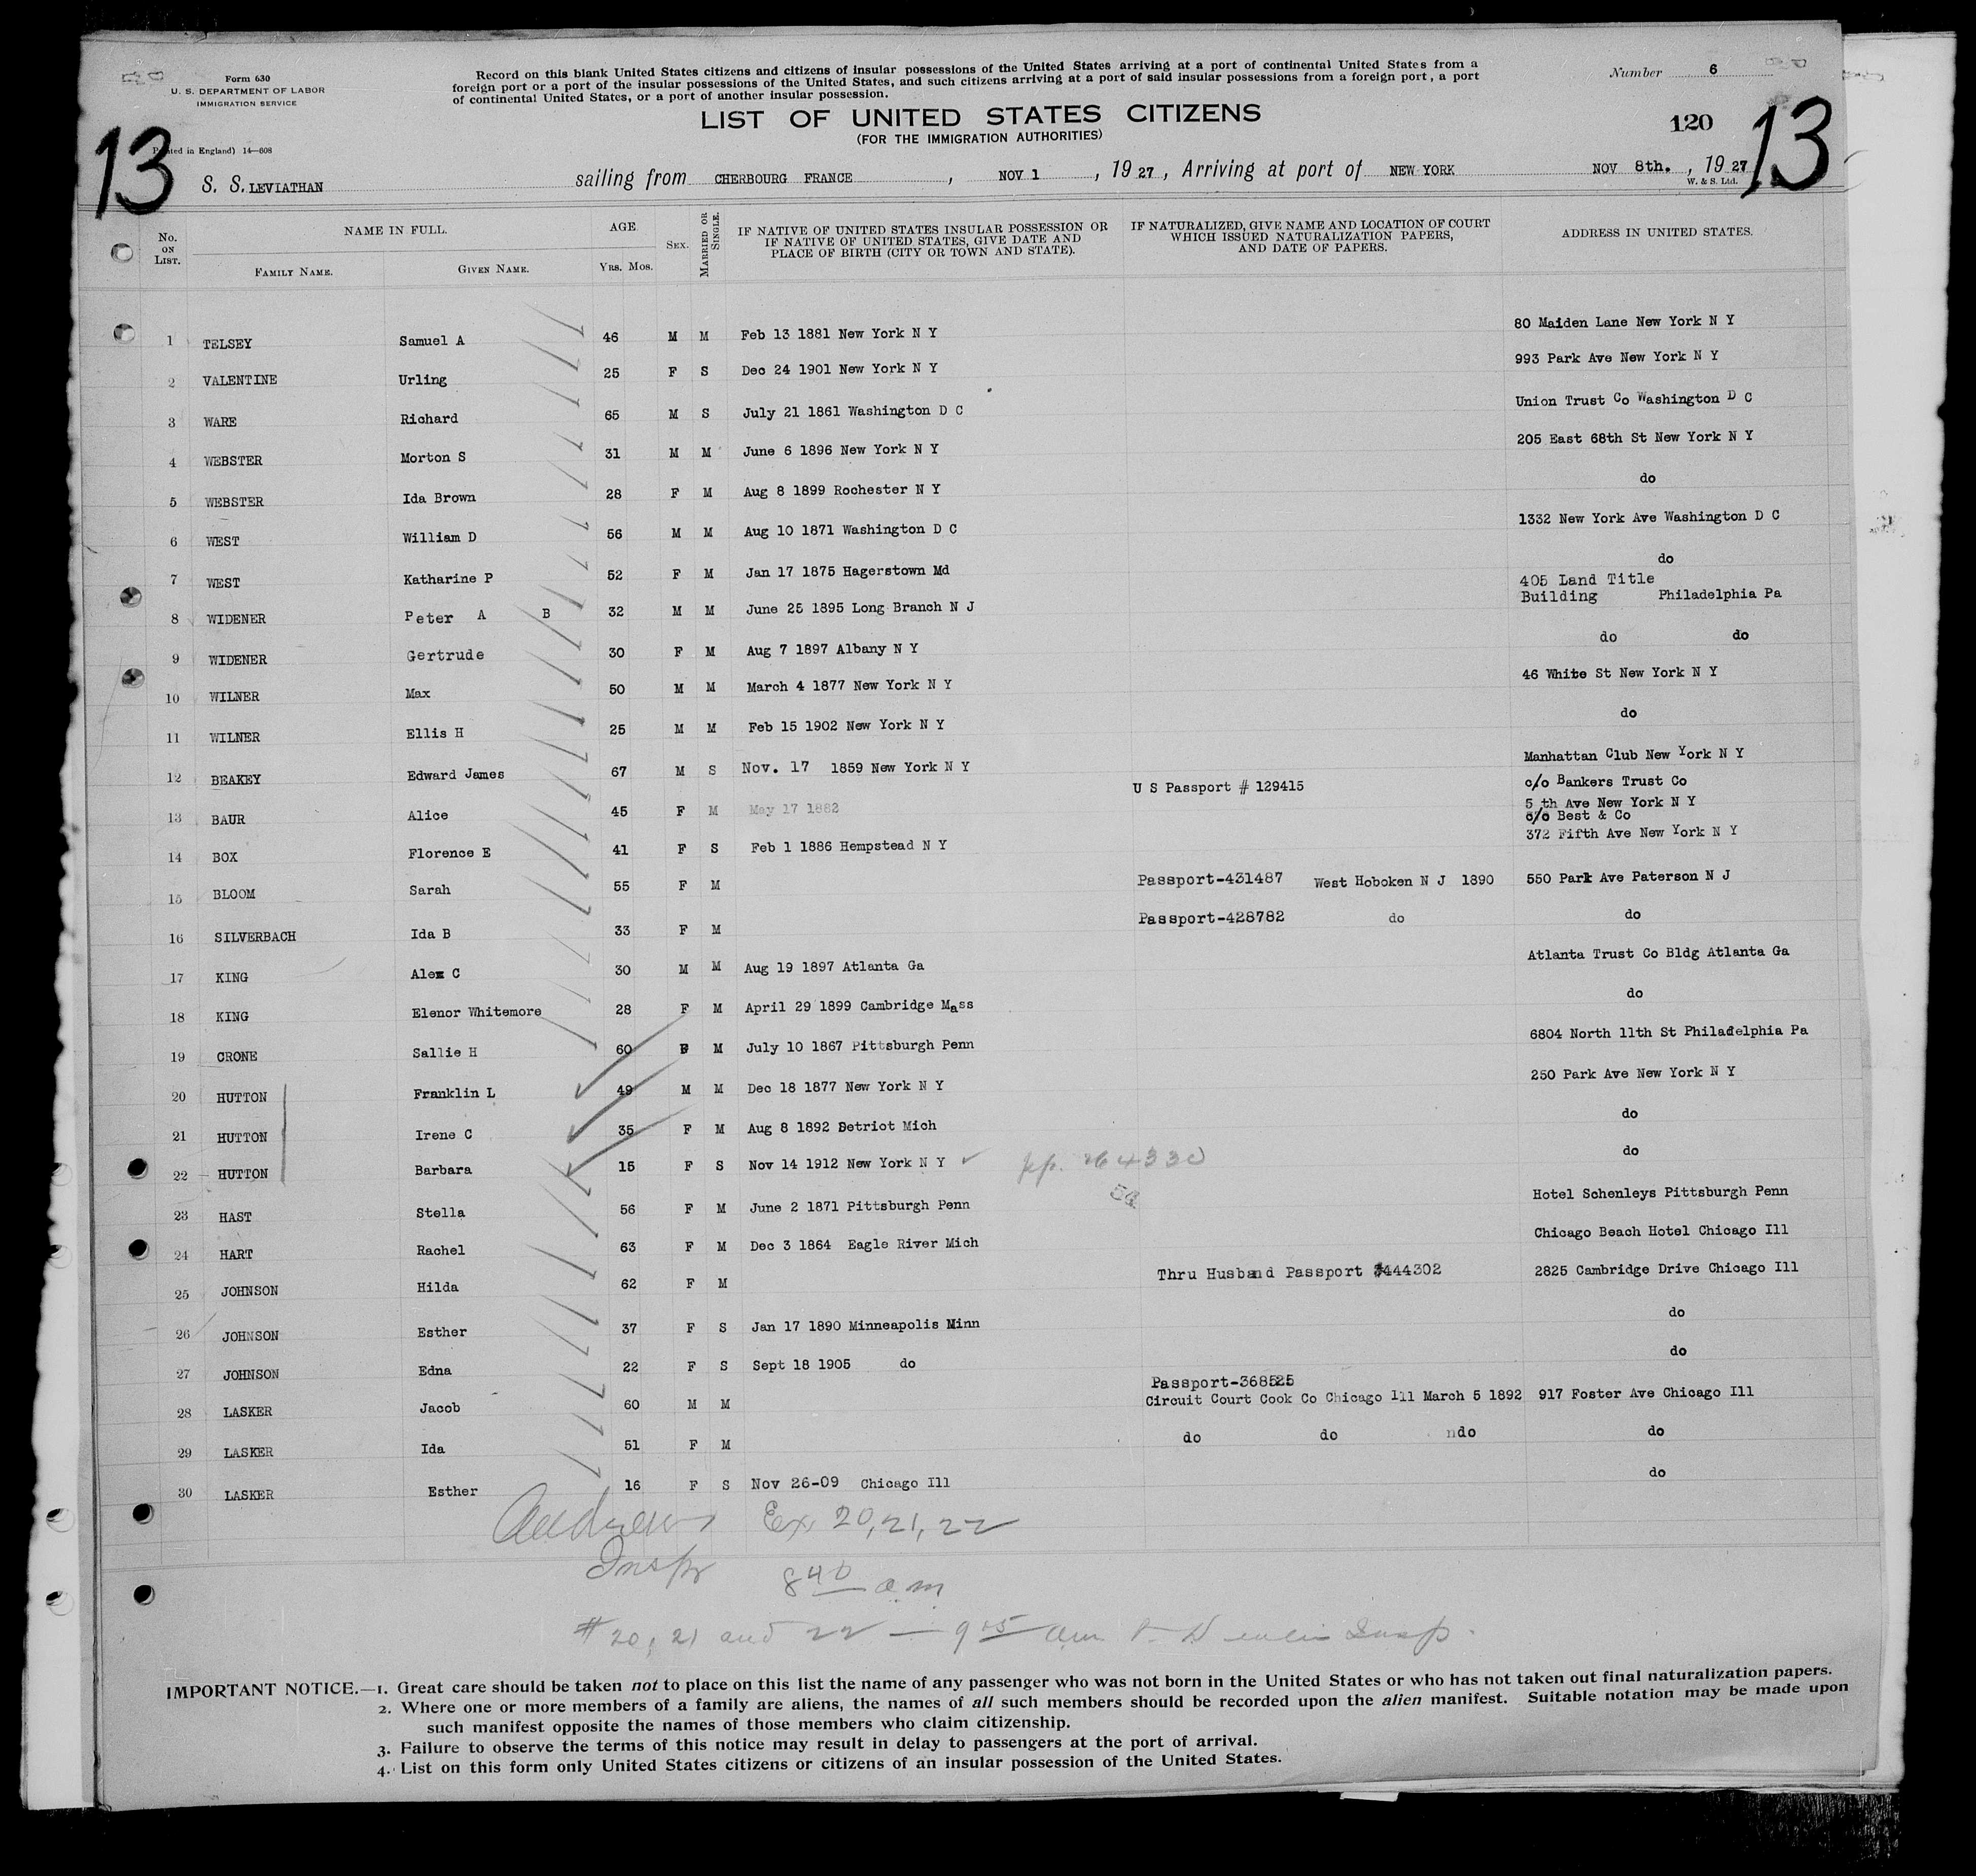 Form 630
U. S. DEPARTMENT OF LABOR
IMMIGRATION SERVICE
Record on this blank United States citizens and citizens of insular possessions of the United States arriving at a port of continental United States from a
foreign port or a port of the insular possessions of the United States, and such citizens arriving at a port of said insular possessions from a foreign port, a port
of continental United States, or a port of another insular possession.
Number 6
LIST OF UNITED STATES CITIZENS
(FOR THE IMMIGRATION AUTHORITIES)
120
13
13
Printed in England) 14—608
S. S. LEVIATHAN sailing from CHERBOURG FRANCE, NOV 1, 1927, Arriving at port of NEW YORK NOV 8th., 1927
W. & S. Ltd.
No. ON LIST. NAME IN FULL. FAMILY NAME. GIVEN NAME. AGE YRS. MOS. SEX. MARRIED OR SINGLE. IF NATIVE OF UNITED STATES INSULAR POSSESSION OR IF NATIVE OF UNITED STATES, GIVE DATE AND PLACE OF BIRTH (CITY OR TOWN AND STATE). IF NATURALIZED, GIVE NAME AND LOCATION OF COURT WHICH ISSUED NATURALIZATION PAPERS, AND DATE OF PAPERS. ADDRESS IN UNITED STATES.
1 TELSEY Samuel A 46 M M Feb 13 1881 New York N Y 80 Maiden Lane New York N Y
2 VALENTINE Urling 25 F S Dec 24 1901 New York N Y 993 Park Ave New York N Y
3 WARE Richard 65 M S July 21 1861 Washington D C Union Trust Co Washington D C
4 WEBSTER Morton S 31 M M June 6 1896 New York N Y 205 East 68th St New York N Y
5 WEBSTER Ida Brown 28 F M Aug 8 1899 Rochester N Y do
6 WEST William D 56 M M Aug 10 1871 Washington D C 1332 New York Ave Washington D C
7 WEST Katharine P 52 F M Jan 17 1875 Hagerstown Md do
8 WIDENER Peter A B 32 M M June 25 1895 Long Branch N J 405 Land Title Building Philadelphia Pa
9 WIDENER Gertrude 30 F M Aug 7 1897 Albany N Y do do
10 WILNER Max 50 M M March 4 1877 New York N Y 46 White St New York N Y
11 WILNER Ellis H 25 M M Feb 15 1902 New York N Y do
12 BEAKEY Edward James 67 M S Nov. 17 1859 New York N Y Manhattan Club New York N Y
13 BAUR Alice 45 F M May 17 1882 U S Passport # 129415 c/o Bankers Trust Co 5 th Ave New York N Y
14 BOX Florence E 41 F S Feb 1 1886 Hempstead N Y c/o Best & Co 372 Fifth Ave New York N Y
15 BLOOM Sarah 55 F M Passport-431487 West Hoboken N J 1890 550 Park Ave Paterson N J
16 SILVERBACH Ida B 33 F M Passport-428782 do do
17 KING Alex C 30 M M Aug 19 1897 Atlanta Ga Atlanta Trust Co Bldg Atlanta Ga
18 KING Elenor Whitemore 28 F M April 29 1899 Cambridge Mass do
19 CRONE Sallie H 60 F M July 10 1867 Pittsburgh Penn 6804 North 11th St Philadelphia Pa
20 HUTTON Franklin L 49 M M Dec 18 1877 New York N Y 250 Park Ave New York N Y
21 HUTTON Irene C 35 F M Aug 8 1892 Detriot Mich do
22 HUTTON Barbara 15 F S Nov 14 1912 New York N Y pp. 264330 do
23 HAST Stella 56 F M June 2 1871 Pittsburgh Penn Hotel Schenleys Pittsburgh Penn
24 HART Rachel 63 F M Dec 3 1864 Eagle River Mich Chicago Beach Hotel Chicago Ill
25 JOHNSON Hilda 62 F M Thru Husband Passport #444302 2825 Cambridge Drive Chicago Ill
26 JOHNSON Esther 37 F S Jan 17 1890 Minneapolis Minn do
27 JOHNSON Edna 22 F S Sept 18 1905 do do
28 LASKER Jacob 60 M M Passport-368525 Circuit Court Cook Co Chicago Ill March 5 1892 917 Foster Ave Chicago Ill
29 LASKER Ida 51 F M do do do do
30 LASKER Esther 16 F S Nov 26-09 Chicago Ill do
Andrews Ex 20, 21, 22
Inspr 8 40 a.m
# 20, 21 and 22 — 9 15 am Insp.
IMPORTANT NOTICE.—1. Great care should be taken not to place on this list the name of any passenger who was not born in the United States or who has not taken out final naturalization papers.
2. Where one or more members of a family are aliens, the names of all such members should be recorded upon the alien manifest. Suitable notation may be made upon
such manifest opposite the names of those members who claim citizenship.
3. Failure to observe the terms of this notice may result in delay to passengers at the port of arrival.
4. List on this form only United States citizens or citizens of an insular possession of the United States.